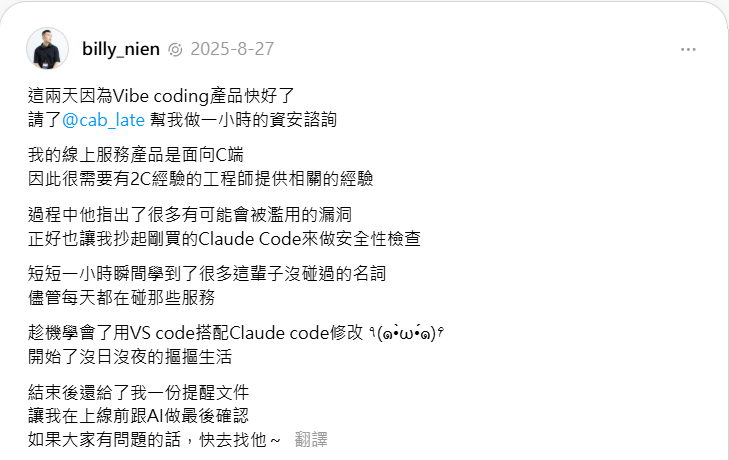 billy_nien 2025-8-27
這兩天因為Vibe coding產品快好了
請了@cab_late 幫我做一小時的資安諮詢
我的線上服務產品是面向C端
因此很需要有2C經驗的工程師提供相關的經驗
過程中他指出了很多有可能會被濫用的漏洞
正好也讓我抄起剛買的Claude Code來做安全性檢查
短短一小時瞬間學到了很多這輩子沒碰過的名詞
儘管每天都在碰那些服務
趁機學會了用VS code搭配Claude code修改 ٩(๑•̀ω•́๑)۶
開始了沒日沒夜的摳摳生活
結束後還給了我一份提醒文件
讓我在上線前跟AI做最後確認
如果大家有問題的話，快去找他～ 翻譯